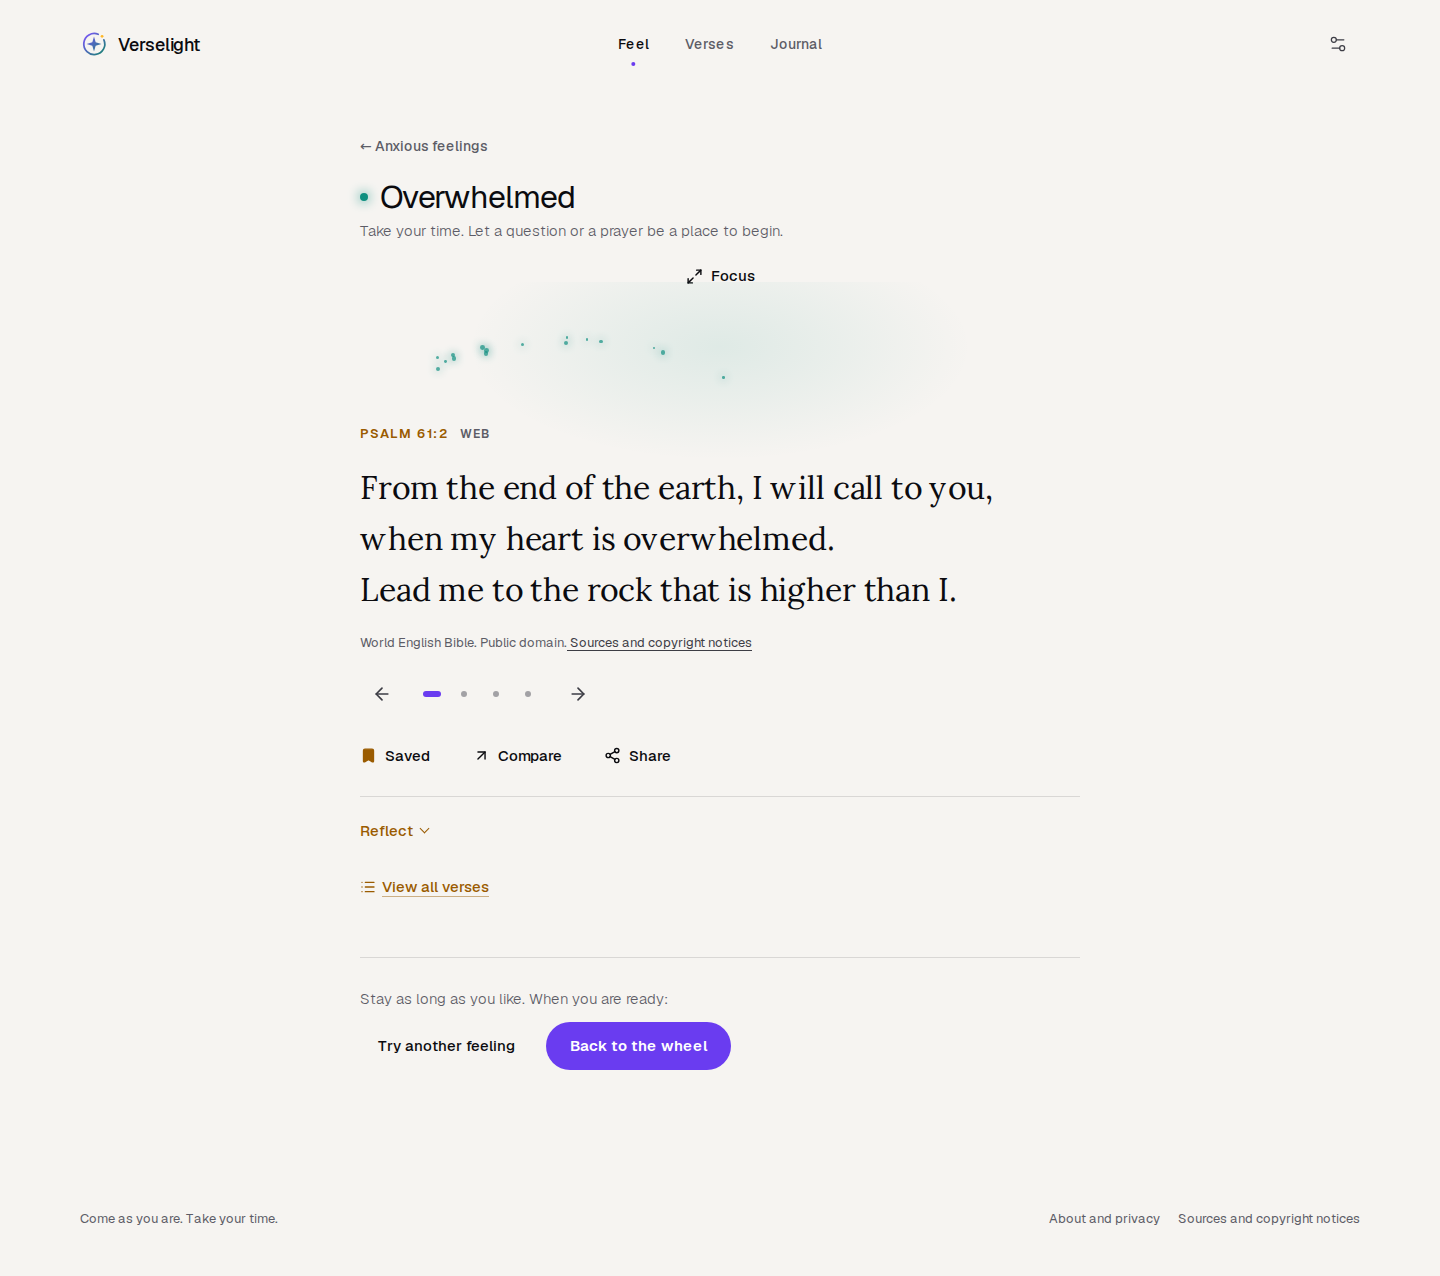 Verselight
Feel
Verses
Journal
← Anxious feelings
Overwhelmed
Take your time. Let a question or a prayer be a place to begin.
Focus
PSALM 61:2 WEB
From the end of the earth, I will call to you,
when my heart is overwhelmed.
Lead me to the rock that is higher than I.
World English Bible. Public domain. Sources and copyright notices
Saved
Compare
Share
Reflect
View all verses
Stay as long as you like. When you are ready:
Try another feeling
Back to the wheel
Come as you are. Take your time.
About and privacy
Sources and copyright notices